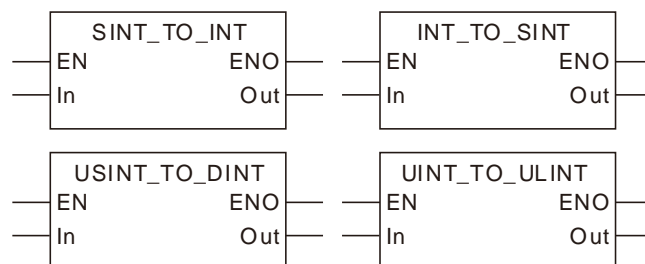 SINT_TO_INT
EN ENO
In Out
INT_TO_SINT
EN ENO
In Out
USINT_TO_DINT
EN ENO
In Out
UINT_TO_ULINT
EN ENO
In Out